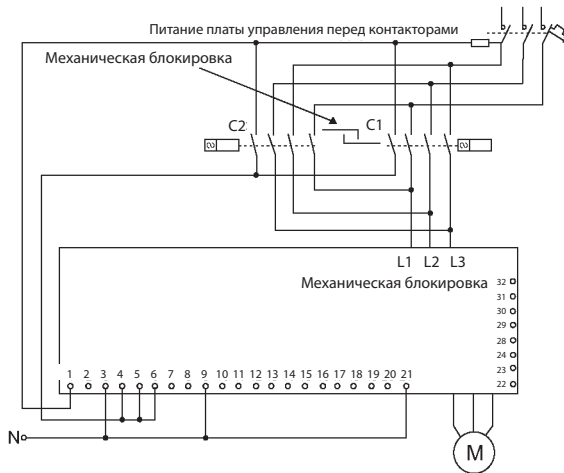 Питание платы управления перед контакторами
Механическая блокировка
C2
C1
L1 L2 L3
Механическая блокировка
32
31
30
29
28
24
23
22
1 2 3 4 5 6 7 8 9 10 11 12 13 14 15 16 17 18 19 20 21
N
M